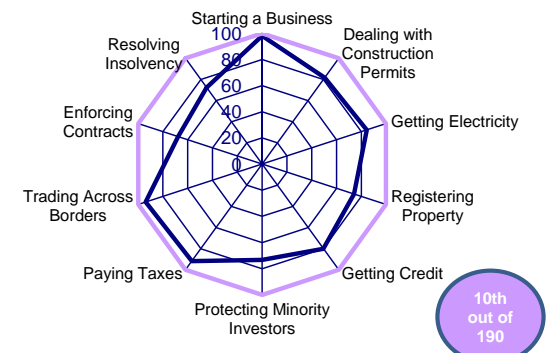 Starting a Business
100
80
60
40
20
0
Dealing with
Construction
Permits
Getting Electricity
Registering
Property
Getting Credit
Protecting Minority
Investors
Paying Taxes
Trading Across
Borders
Enforcing
Contracts
Resolving
Insolvency
10th
out of
190